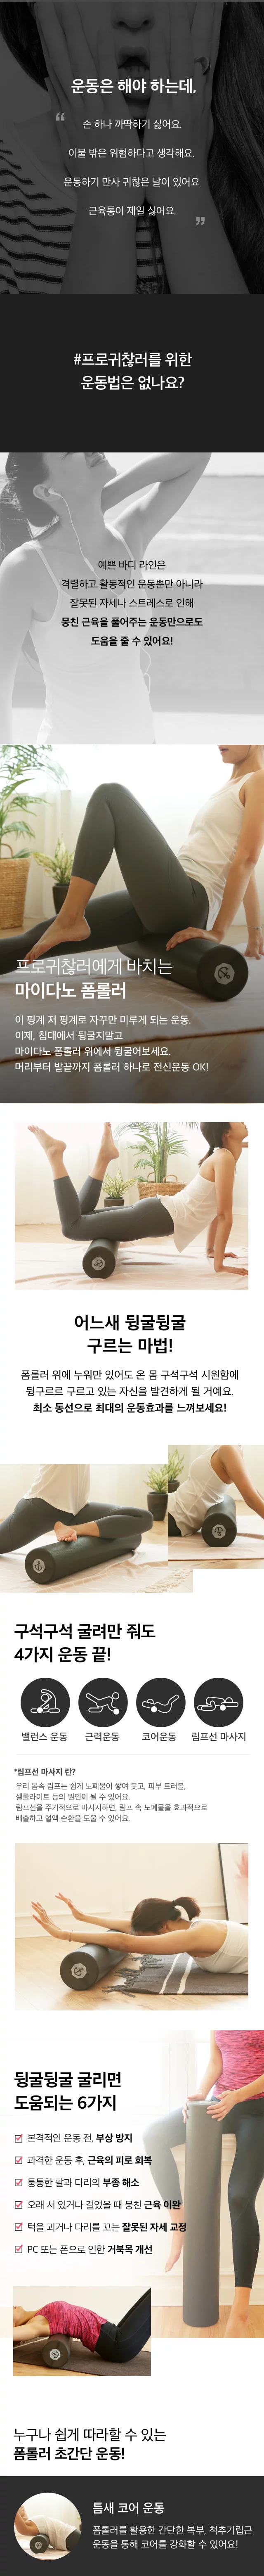 운동은 해야 하는데,
“
손 하나 까딱하기 싫어요.
이불 밖은 위험하다고 생각해요.
운동하기 만사 귀찮은 날이 있어요
근육통이 제일 싫어요.
”
#프로귀찮러를 위한
운동법은 없나요?
예쁜 바디 라인은
격렬하고 활동적인 운동뿐만 아니라
잘못된 자세나 스트레스로 인해
뭉친 근육을 풀어주는 운동만으로도
도움을 줄 수 있어요!
프로귀찮러에게 바치는
마이다노 폼롤러
이 핑계 저 핑계로 자꾸만 미루게 되는 운동.
이제, 침대에서 뒹굴지말고
마이다노 폼롤러 위에서 뒹굴어보세요.
머리부터 발끝까지 폼롤러 하나로 전신운동 OK!
어느새 뒹굴뒹굴
구르는 마법!
폼롤러 위에 누워만 있어도 온 몸 구석구석 시원함에
뒹구르르 구르고 있는 자신을 발견하게 될 거예요.
최소 동선으로 최대의 운동효과를 느껴보세요!
구석구석 굴려만 줘도
4가지 운동 끝!
밸런스 운동
근력운동
코어운동
림프선 마사지
*림프선 마사지 란?
우리 몸속 림프는 쉽게 노폐물이 쌓여 붓고, 피부 트러블,
셀룰라이트 등의 원인이 될 수 있어요.
림프선을 주기적으로 마사지하면, 림프 속 노폐물을 효과적으로
배출하고 혈액 순환을 도울 수 있어요.
뒹굴뒹굴 굴리면
도움되는 6가지
본격적인 운동 전, 부상 방지
과격한 운동 후, 근육의 피로 회복
퉁퉁한 팔과 다리의 부종 해소
오래 서 있거나 걸었을 때 뭉친 근육 이완
턱을 괴거나 다리를 꼬는 잘못된 자세 교정
PC 또는 폰으로 인한 거북목 개선
누구나 쉽게 따라할 수 있는
폼롤러 초간단 운동!
틈새 코어 운동
폼롤러를 활용한 간단한 복부, 척추기립근
운동을 통해 코어를 강화할 수 있어요!